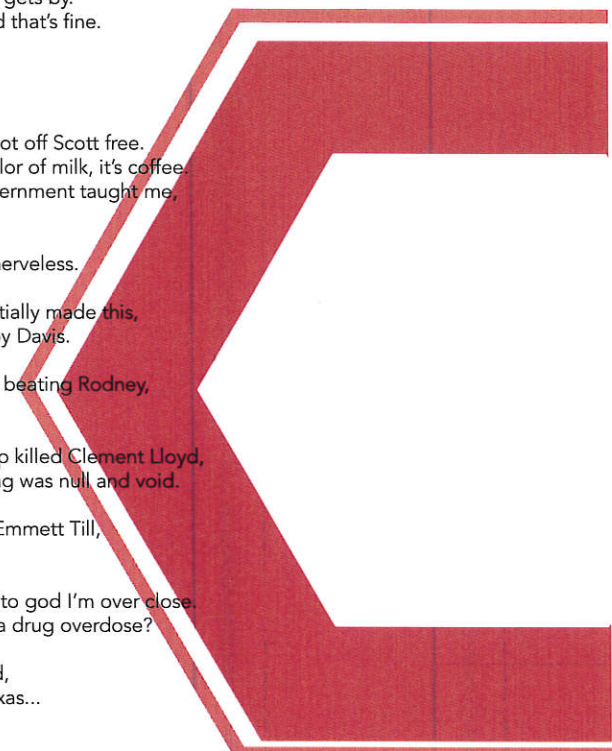 gets by.
d that's fine.
ot off Scott free.
lor of milk, it's coffee.
ernment taught me,
nerveless.
tially made this,
y Davis.
beating Rodney,
p killed Clement Lloyd,
g was null and void.
Emmett Till,
to god I'm over close.
a drug overdose?
d,
xas...